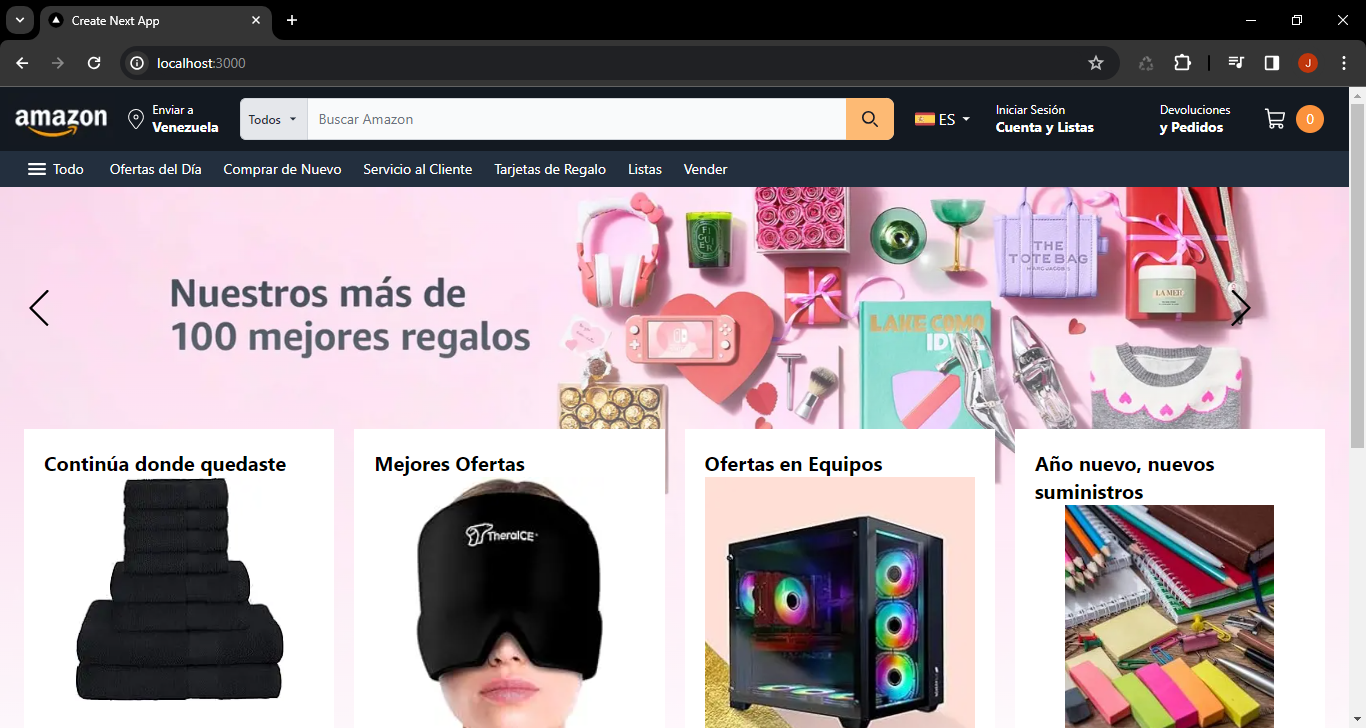 Create Next App
localhost:3000
J
amazon
Enviar a
Venezuela
Todos
Buscar Amazon
ES
Iniciar Sesión
Cuenta y Listas
Devoluciones
y Pedidos
0
Todo
Ofertas del Día
Comprar de Nuevo
Servicio al Cliente
Tarjetas de Regalo
Listas
Vender
Nuestros más de
100 mejores regalos
FIGUIER
THE
TOTE BAG
MARC JACOBS
LA MER
LAKE COMO
Continúa donde quedaste
Mejores Ofertas
Ofertas en Equipos
Año nuevo, nuevos
suministros
TheraICE